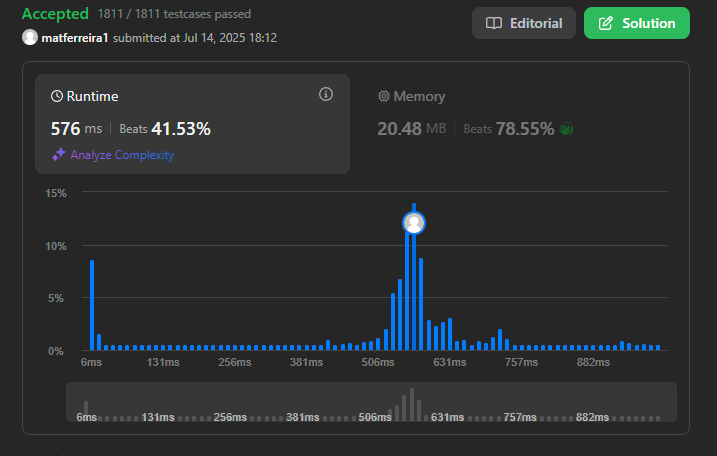 Accepted 1811 / 1811 testcases passed
Editorial Solution
matferreira1 submitted at Jul 14, 2025 18:12
Runtime
576 ms | Beats 41.53%
Analyze Complexity
Memory
20.48 MB | Beats 78.55%
15%
10%
5%
0%
6ms 131ms 256ms 381ms 506ms 631ms 757ms 882ms
6ms 131ms 256ms 381ms 506ms 631ms 757ms 882ms